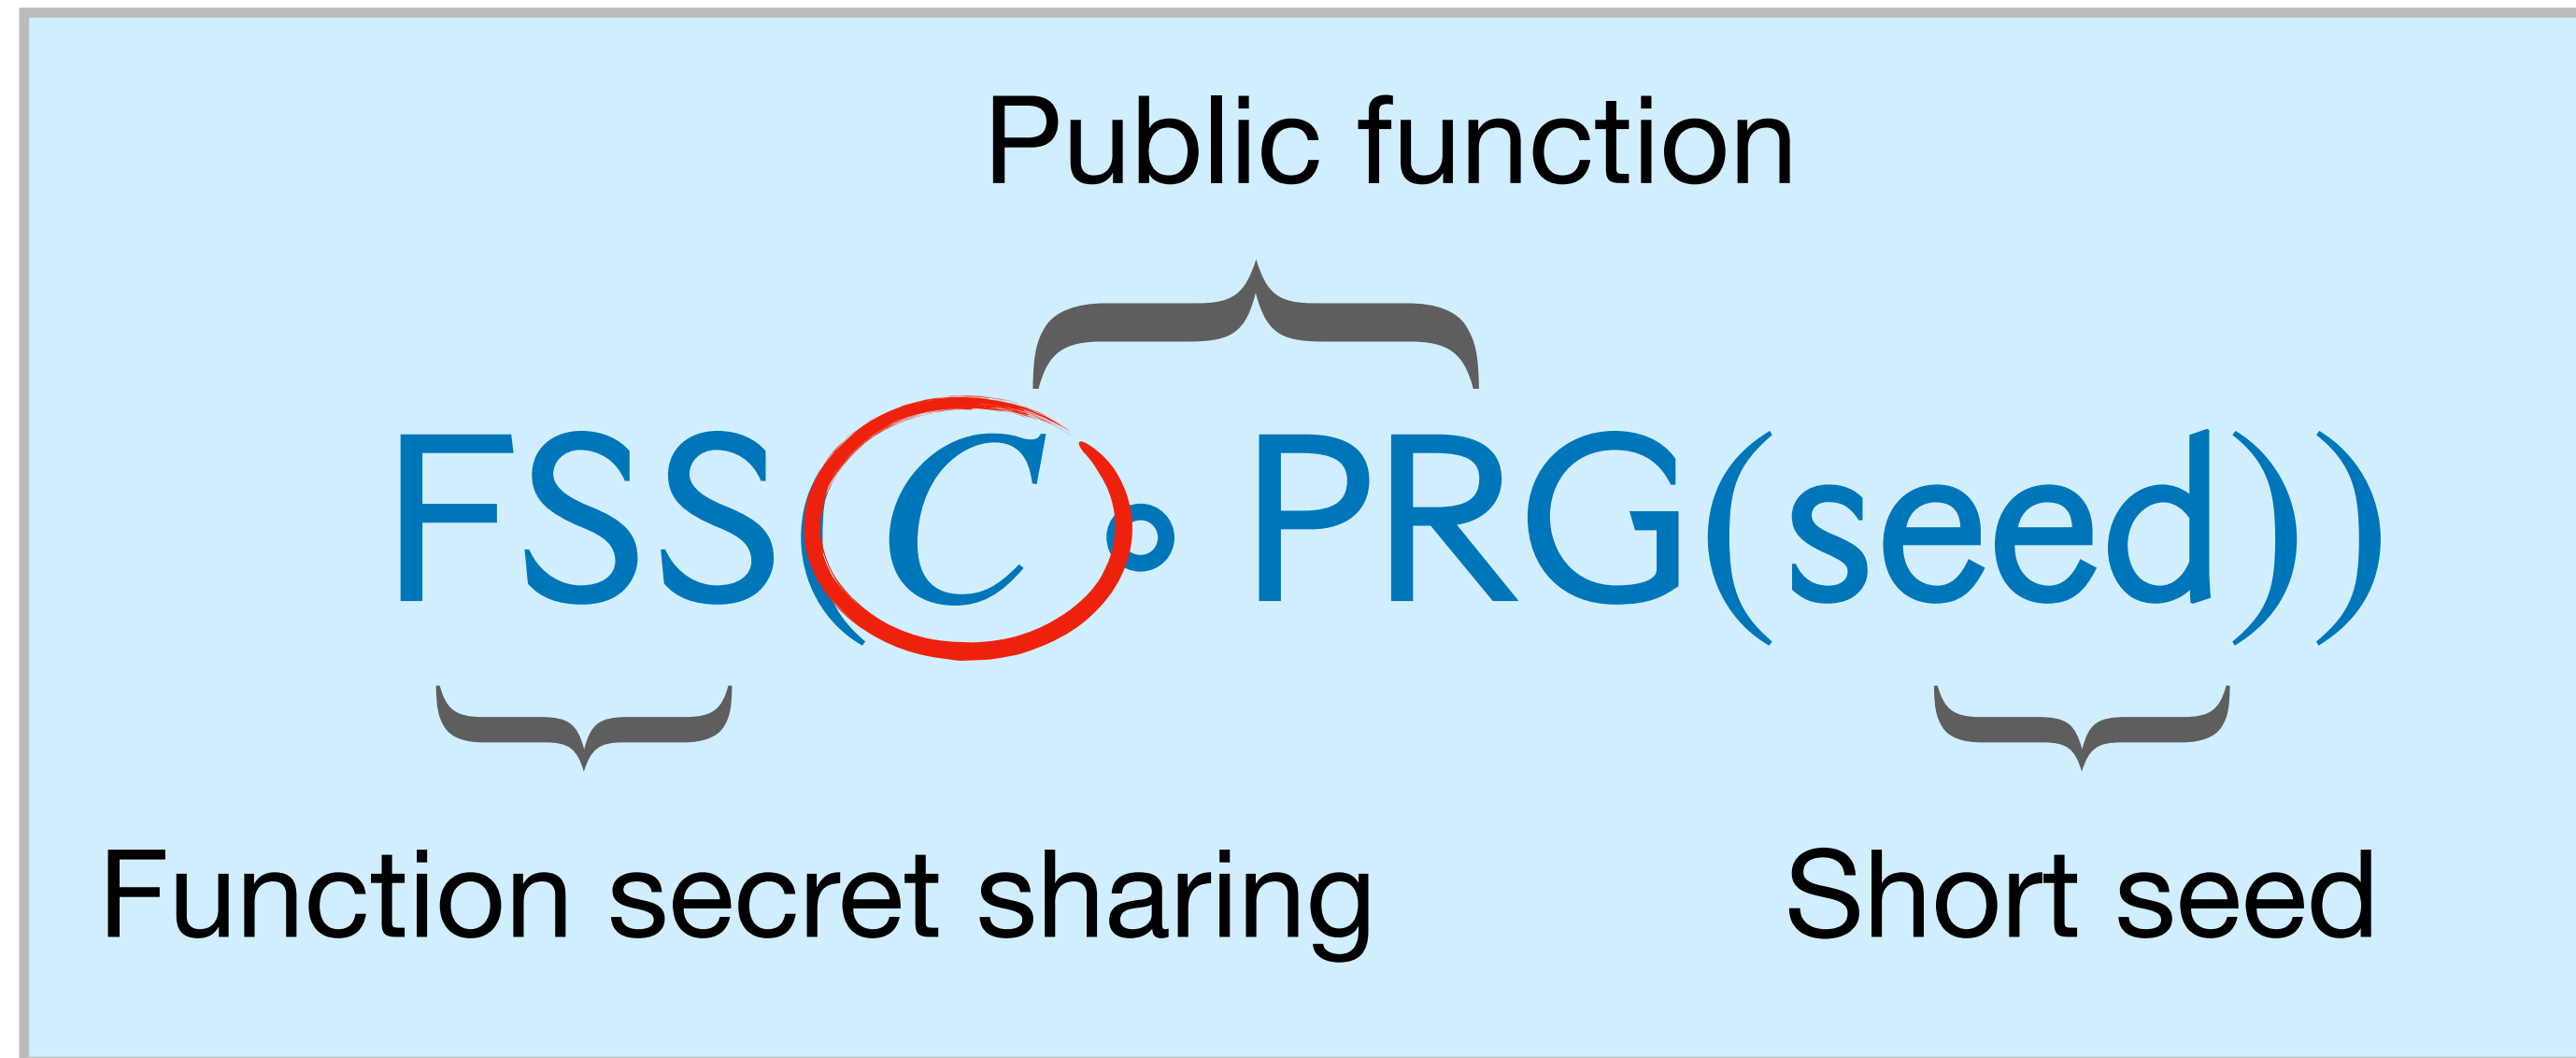 Public function
FSS(C ∘ PRG(seed))
Function secret sharing
Short seed